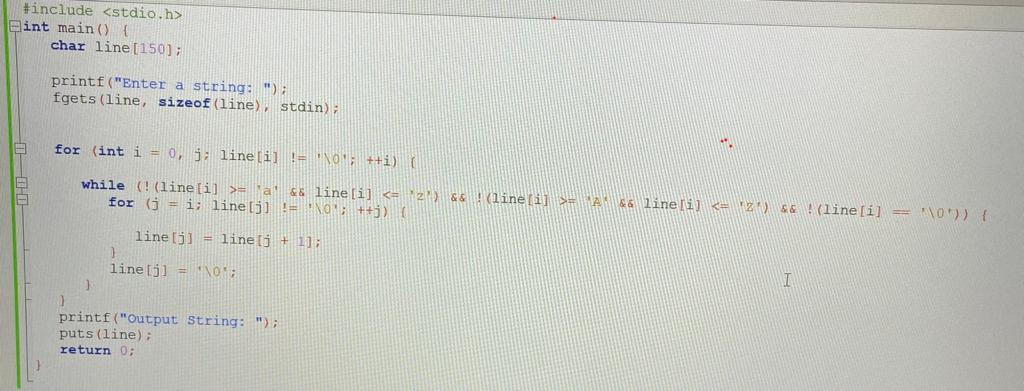 #include <stdio.h>
int main() {
char line[150];
printf("Enter a string: ");
fgets(line, sizeof(line), stdin);
for (int i = 0, j; line[i] != '\0'; ++i) {
while (!(line[i] >= 'a' && line[i] <= 'z') && !(line[i] >= 'A' && line[i] <= 'Z') && !(line[i] == '\0')) {
for (j = i; line[j] != '\0'; ++j) {
line[j] = line[j + 1];
}
line[j] = '\0';
}
}
printf("Output String: ");
puts(line);
return 0;
}